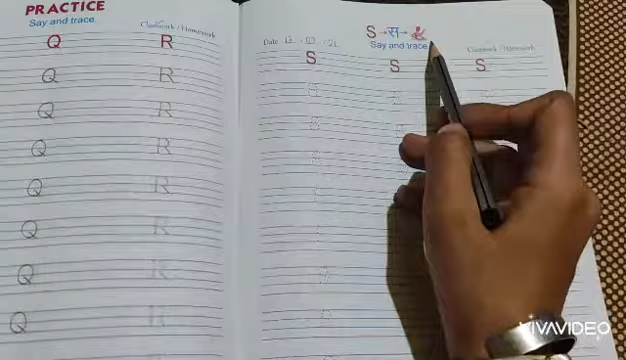 PRACTICE
Say and trace.
Classwork / Homework
Q R
Q R
Q R
Q R
Q R
Q R
Q R
Q R
S → स →
Date 12 . 03 . 21
Say and trace.
Classwork / Homework
S S S
VIVAVIDEO